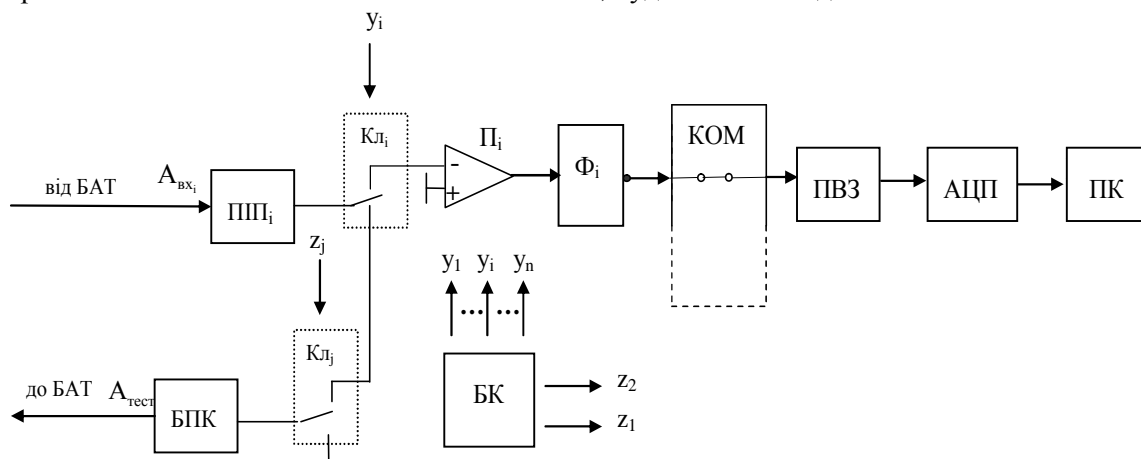 yᵢ
Клᵢ
Пᵢ
-
+
Фᵢ
КОМ
від БАТ
Aвхᵢ
ПІПᵢ
ПВЗ
АЦП
ПК
zⱼ
y₁ yᵢ yₙ
... ...
Клⱼ
БК
z₂
z₁
до БАТ
Aтест
БПК